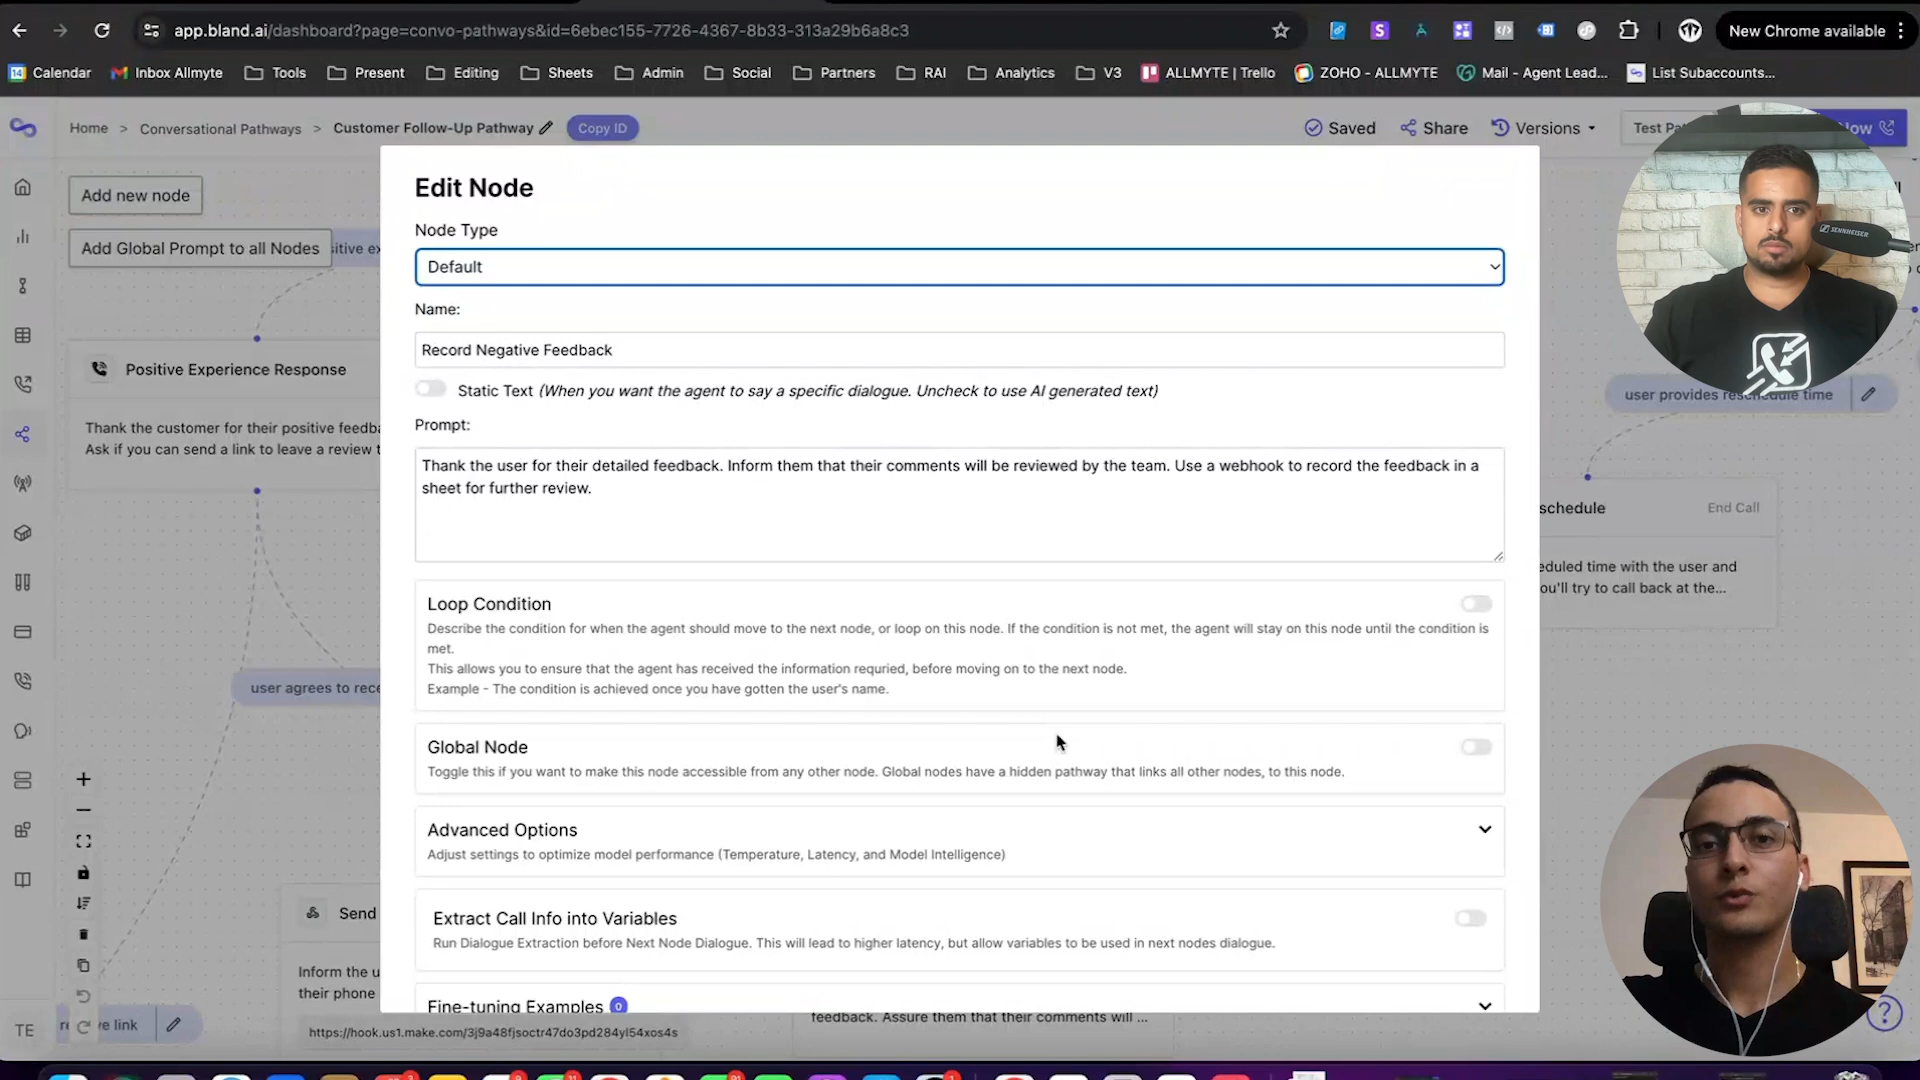 app.bland.ai/dashboard?page=convo-pathways&id=6ebec155-7726-4367-8b33-313a29b6a8c3
New Chrome available
Calendar
Inbox Allmyte
Tools
Present
Editing
Sheets
Admin
Social
Partners
RAI
Analytics
V3
ALLMYTE | Trello
ZOHO - ALLMYTE
Mail - Agent Lead...
List Subaccounts...
Home > Conversational Pathways > Customer Follow-Up Pathway
Copy ID
Saved
Share
Versions
Test Pa
Now
Add new node
Add Global Prompt to all Nodes
sitive ex
Positive Experience Response
Thank the customer for their positive feedba
Ask if you can send a link to leave a review t
user agrees to rece
Send
Inform the u
their phone
https://hook.us1.make.com/3j9a48fjsoctr47do3pd284yl54xos4s
ve link
TE
Edit Node
Node Type
Default
Name:
Record Negative Feedback
Static Text (When you want the agent to say a specific dialogue. Uncheck to use AI generated text)
Prompt:
Thank the user for their detailed feedback. Inform them that their comments will be reviewed by the team. Use a webhook to record the feedback in a
sheet for further review.
Loop Condition
Describe the condition for when the agent should move to the next node, or loop on this node. If the condition is not met, the agent will stay on this node until the condition is
met.
This allows you to ensure that the agent has received the information requried, before moving on to the next node.
Example - The condition is achieved once you have gotten the user's name.
Global Node
Toggle this if you want to make this node accessible from any other node. Global nodes have a hidden pathway that links all other nodes, to this node.
Advanced Options
Adjust settings to optimize model performance (Temperature, Latency, and Model Intelligence)
Extract Call Info into Variables
Run Dialogue Extraction before Next Node Dialogue. This will lead to higher latency, but allow variables to be used in next nodes dialogue.
Fine-tuning Examples 0
feedback. Assure them that their comments will ...
SENNHEISER
user provides reschedule time
schedule
End Call
eduled time with the user and
ou'll try to call back at the...